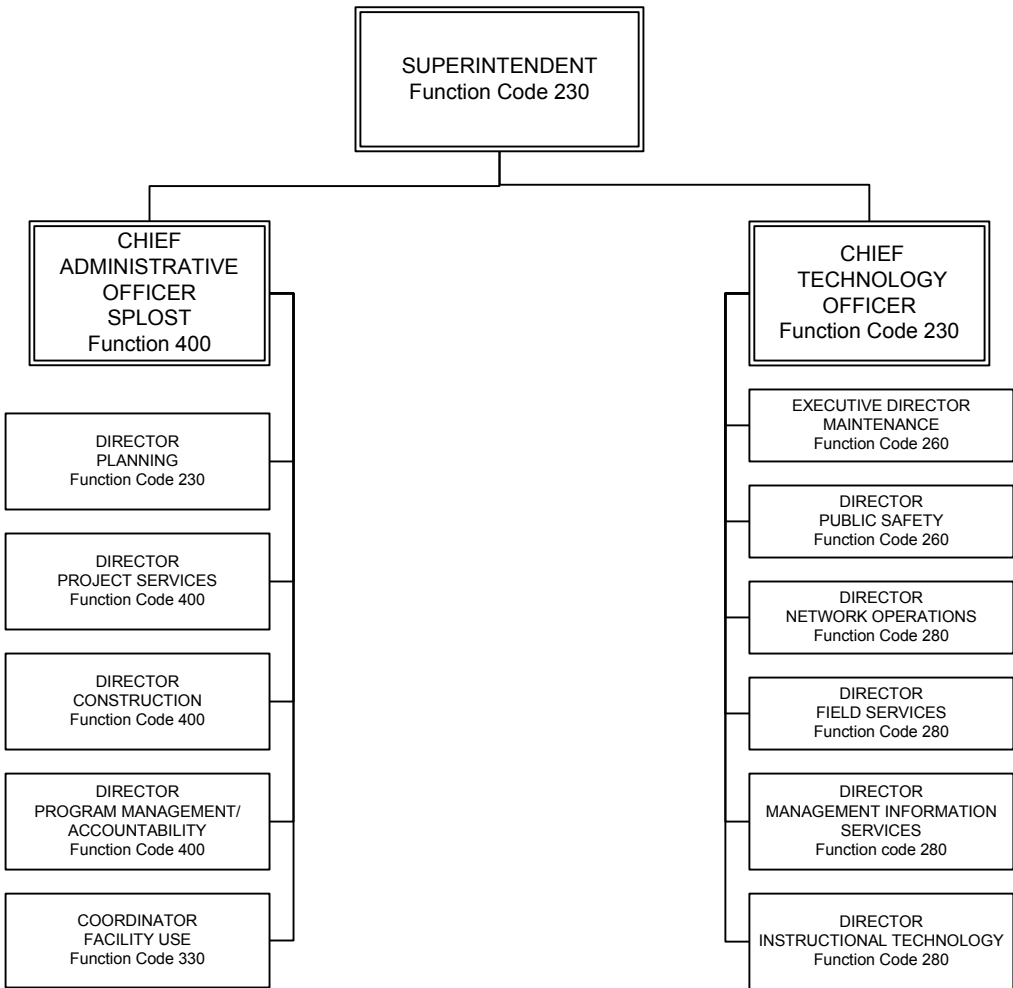 SUPERINTENDENT
Function Code 230
CHIEF
ADMINISTRATIVE
OFFICER
SPLOST
Function 400
DIRECTOR
PLANNING
Function Code 230
DIRECTOR
PROJECT SERVICES
Function Code 400
DIRECTOR
CONSTRUCTION
Function Code 400
DIRECTOR
PROGRAM MANAGEMENT/
ACCOUNTABILITY
Function Code 400
COORDINATOR
FACILITY USE
Function Code 330
CHIEF
TECHNOLOGY
OFFICER
Function Code 230
EXECUTIVE DIRECTOR
MAINTENANCE
Function Code 260
DIRECTOR
PUBLIC SAFETY
Function Code 260
DIRECTOR
NETWORK OPERATIONS
Function Code 280
DIRECTOR
FIELD SERVICES
Function Code 280
DIRECTOR
MANAGEMENT INFORMATION
SERVICES
Function code 280
DIRECTOR
INSTRUCTIONAL TECHNOLOGY
Function Code 280